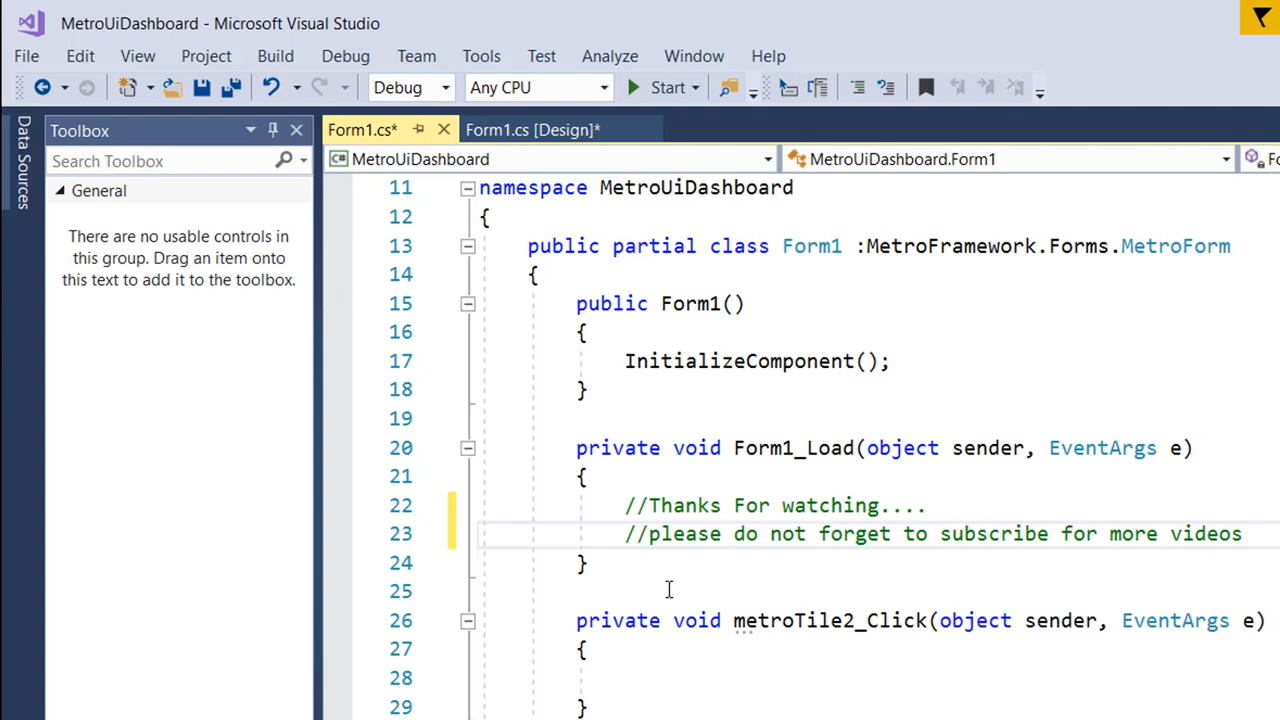 MetroUiDashboard - Microsoft Visual Studio
File Edit View Project Build Debug Team Tools Test Analyze Window Help
Debug Any CPU Start
Data Sources
Toolbox
Search Toolbox
General
There are no usable controls in
this group. Drag an item onto
this text to add it to the toolbox.
Form1.cs* Form1.cs [Design]*
C# MetroUiDashboard MetroUiDashboard.Form1
11 namespace MetroUiDashboard
12 {
13 public partial class Form1 :MetroFramework.Forms.MetroForm
14 {
15 public Form1()
16 {
17 InitializeComponent();
18 }
19
20 private void Form1_Load(object sender, EventArgs e)
21 {
22 //Thanks For watching....
23 //please do not forget to subscribe for more videos
24 }
25
26 private void metroTile2_Click(object sender, EventArgs e)
27 {
28
29 }